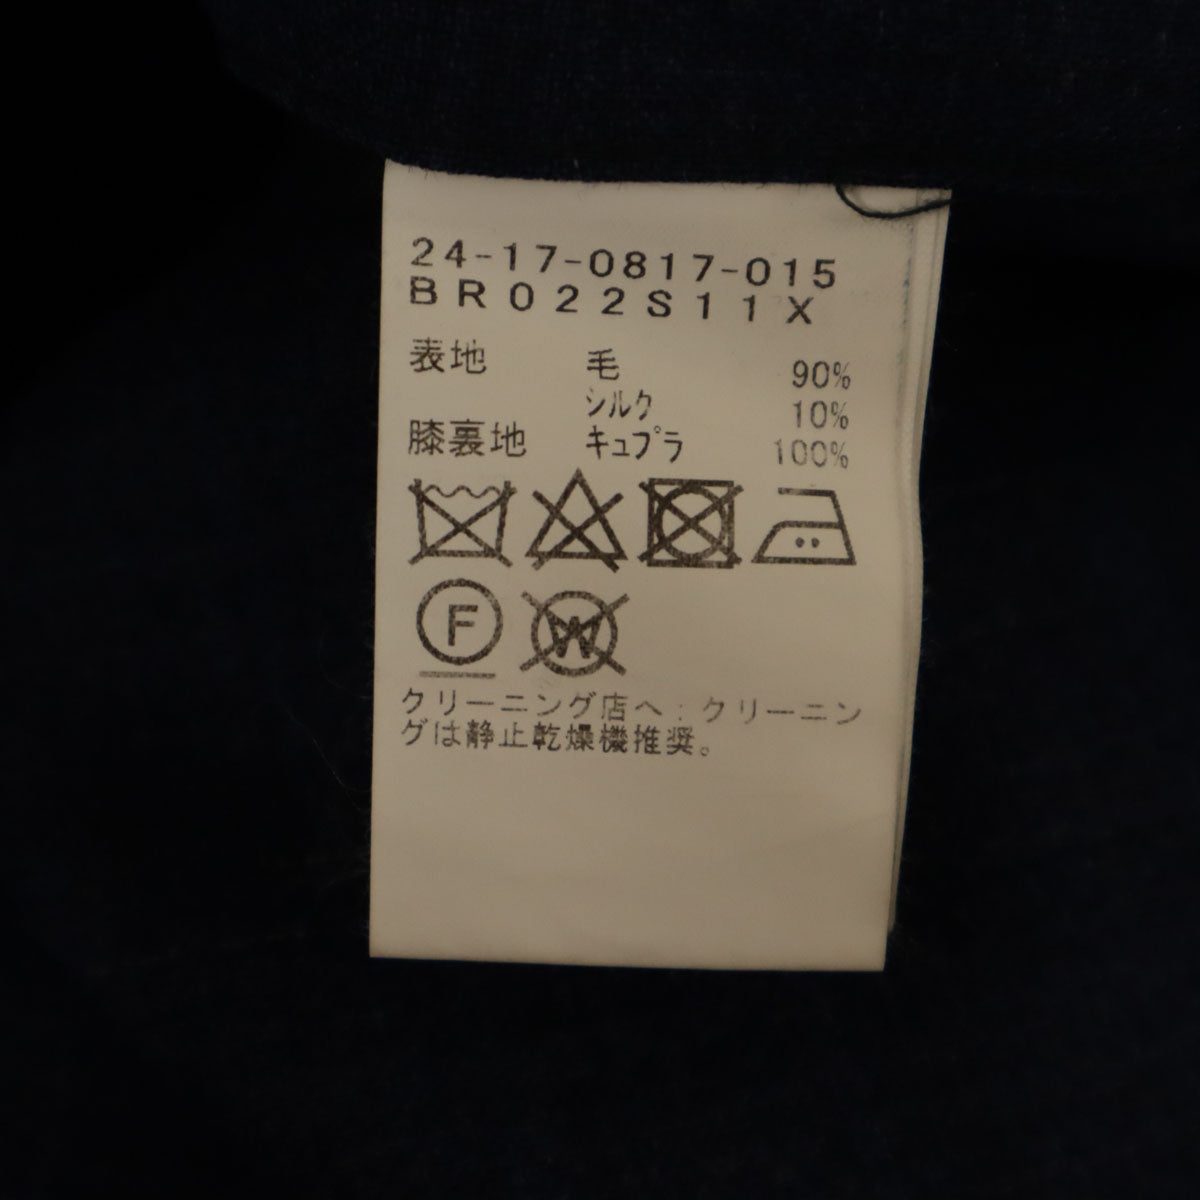 24-17-0817-015
BR022S11X
表地 毛 90%
シルク 10%
膝裏地 キュプラ 100%
F W
クリーニング店へ:クリーニン
グは静止乾燥機推奨。